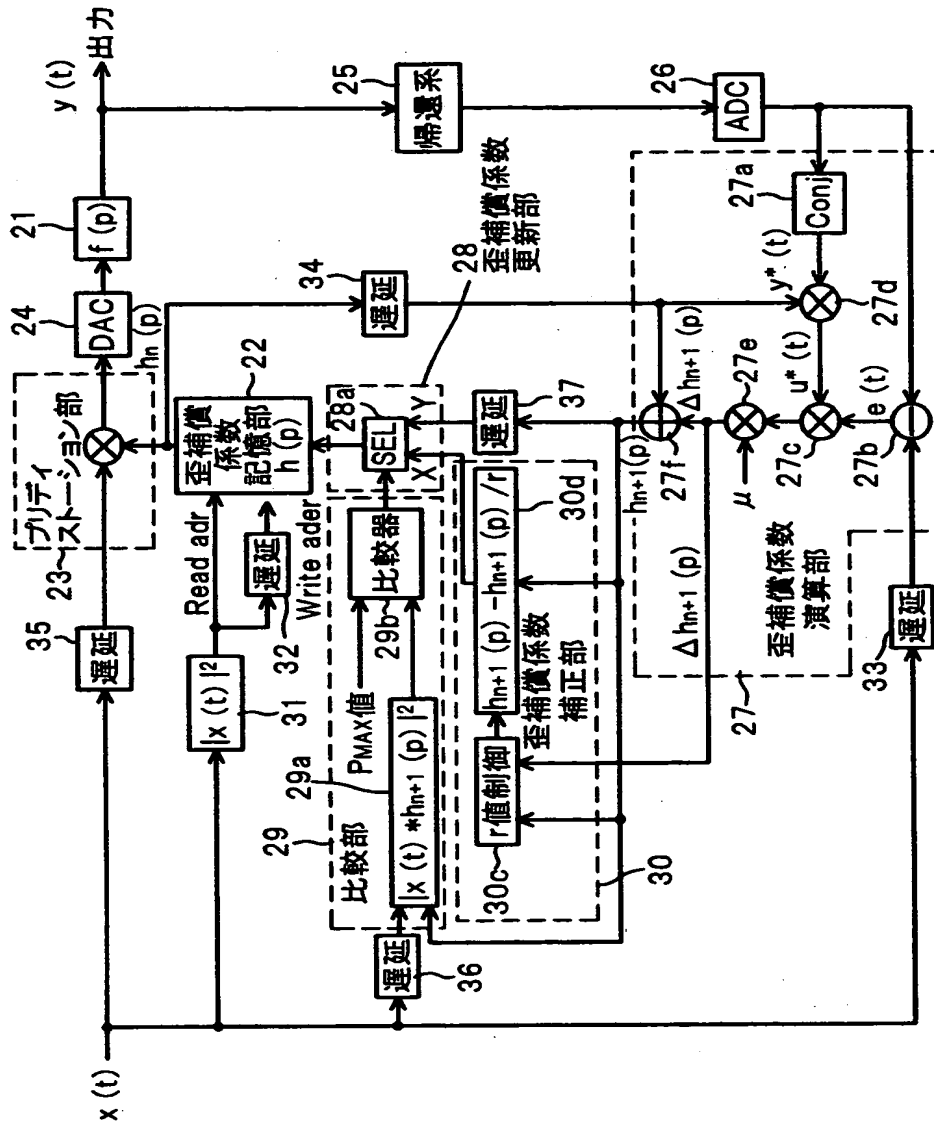 x(t)
35
遅延
プリディストーション部
23
24
DAC
21
f(p)
y(t)
出力
hn(p)
|x(t)|²
31
Read adr
遅延
32
Write ader
歪補償
係数
記憶部
h(p)
22
遅延
34
帰還系
25
比較部
29
PMAX値
29a
|x(t)*hn+1(p)|²
比較器
29b
SEL
28a
X
Y
28
歪補償係数
更新部
遅延
36
r値制御
30c
hn+1(p)-hn+1(p)/r
30d
歪補償係数
補正部
30
遅延
37
hn+1(p)
27f
Δhn+1(p)
Δhn+1(p)
μ
27e
27c
u*(t)
27d
y*(t)
Conj
27a
ADC
26
e(t)
27b
歪補償係数
演算部
27
33
遅延